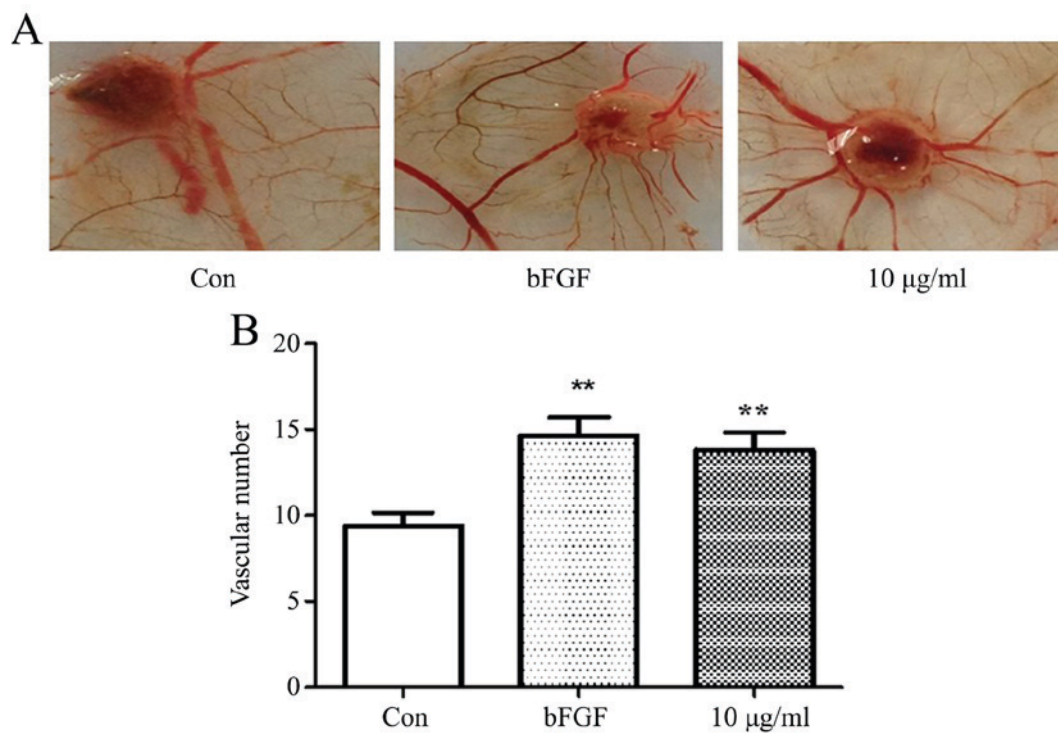 A
Con bFGF 10 μg/ml
B
Vascular number
20
15
10
5
0
** **
Con bFGF 10 μg/ml